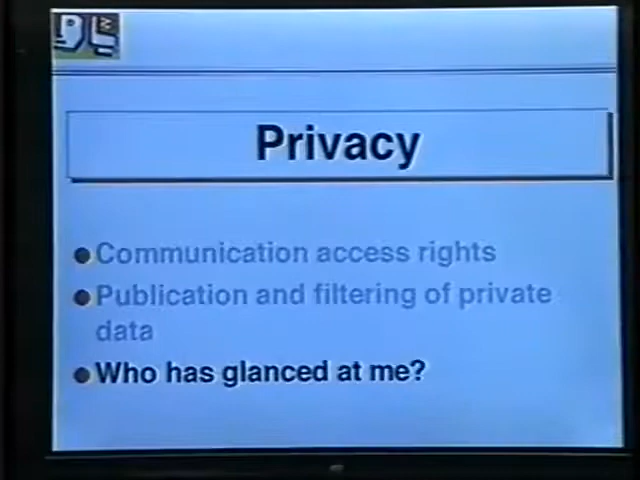 Privacy
Communication access rights
Publication and filtering of private
data
Who has glanced at me?